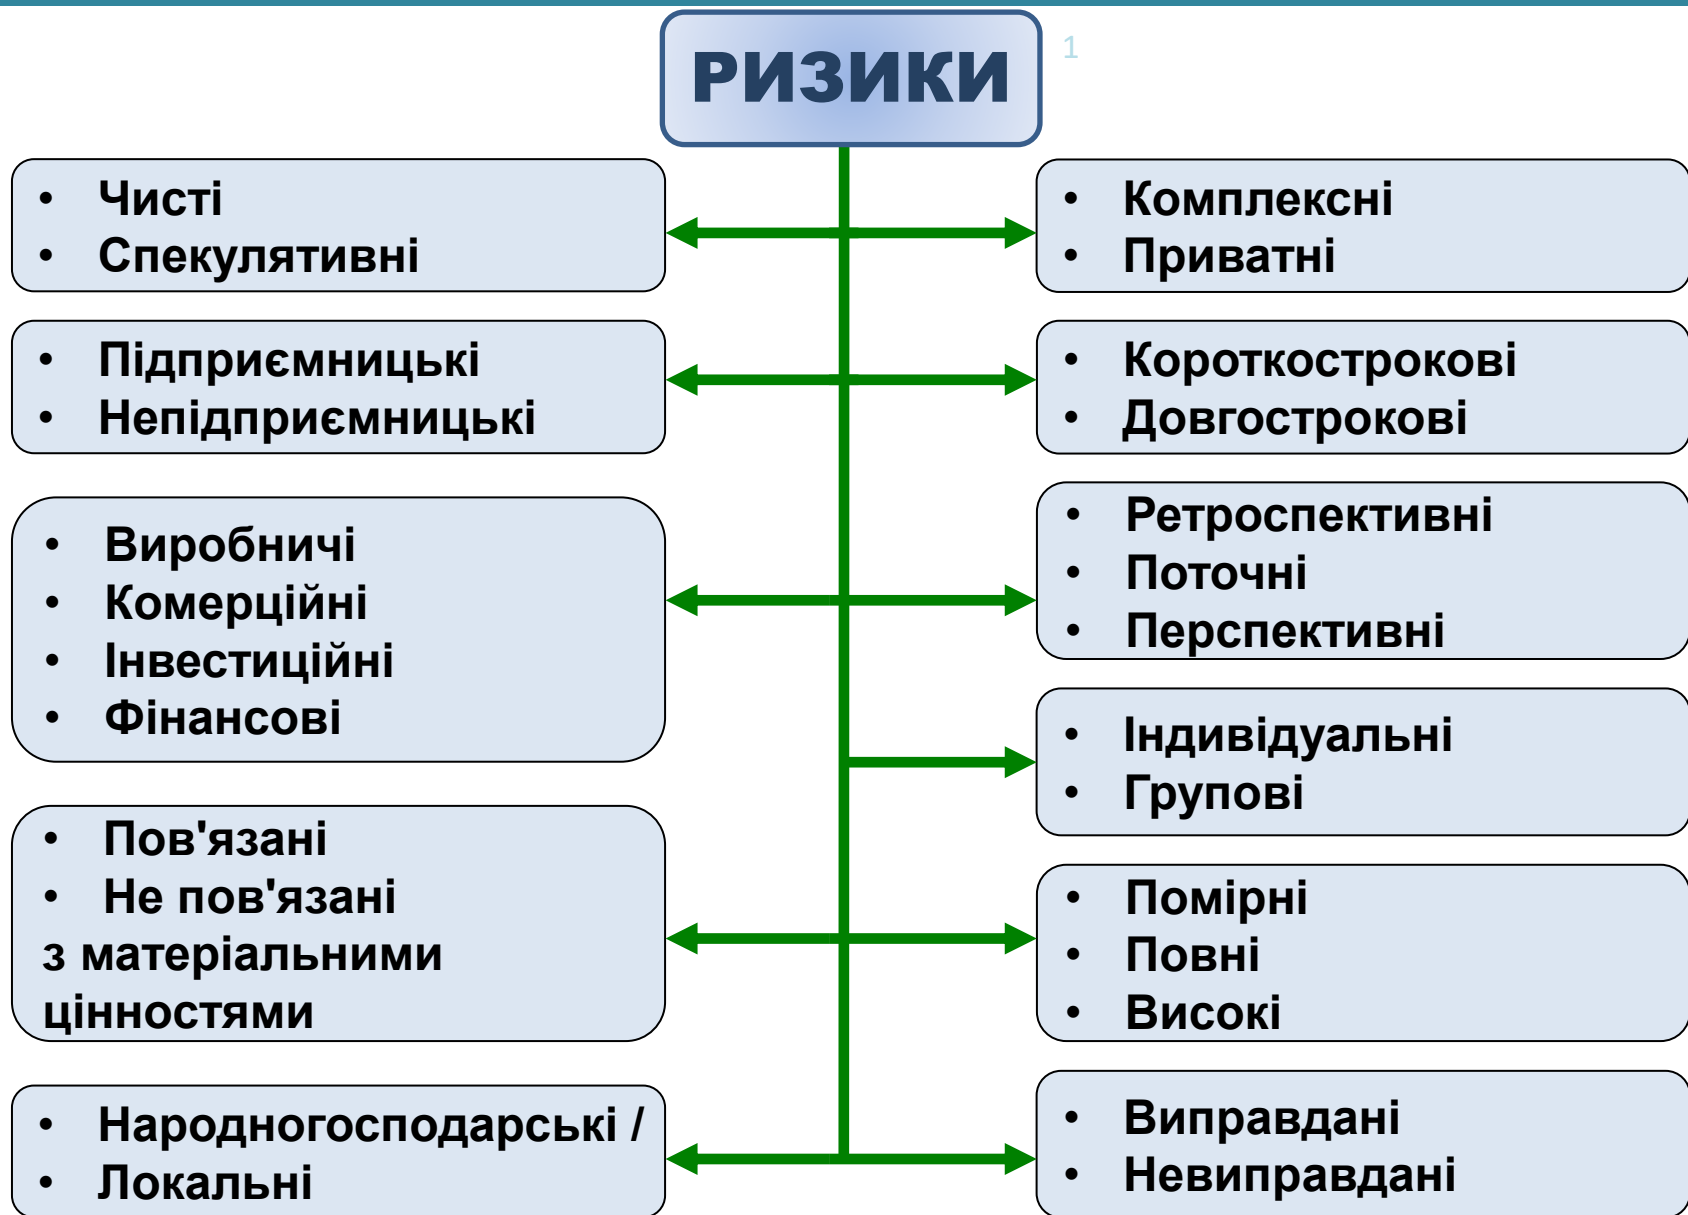 РИЗИКИ
1
• Чисті
• Спекулятивні
• Підприємницькі
• Непідприємницькі
• Виробничі
• Комерційні
• Інвестиційні
• Фінансові
• Пов'язані
• Не пов'язані
з матеріальними
цінностями
• Народногосподарські /
• Локальні
• Комплексні
• Приватні
• Короткострокові
• Довгострокові
• Ретроспективні
• Поточні
• Перспективні
• Індивідуальні
• Групові
• Помірні
• Повні
• Високі
• Виправдані
• Невиправдані